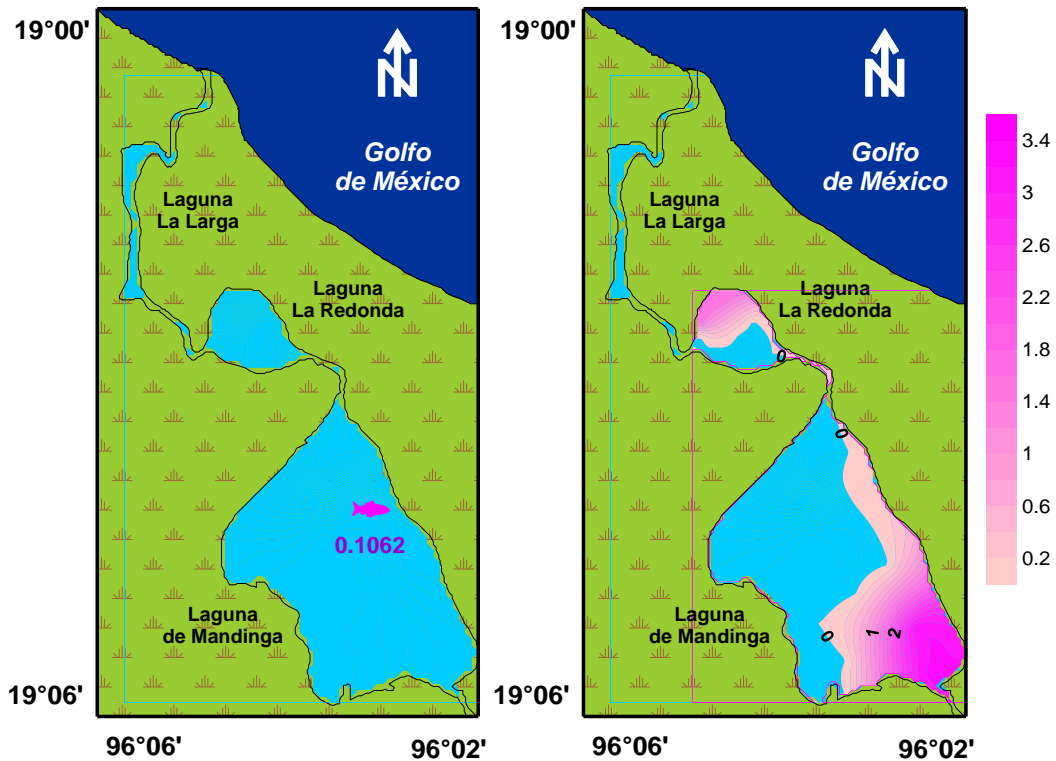 19°00'
N
Golfo
de México
Laguna
La Larga
Laguna
La Redonda
0.1062
Laguna
de Mandinga
19°06'
96°06'
96°02'
19°00'
N
Golfo
de México
Laguna
La Larga
Laguna
La Redonda
0
0
0
1
2
Laguna
de Mandinga
19°06'
96°06'
96°02'
3.4
3
2.6
2.2
1.8
1.4
1
0.6
0.2